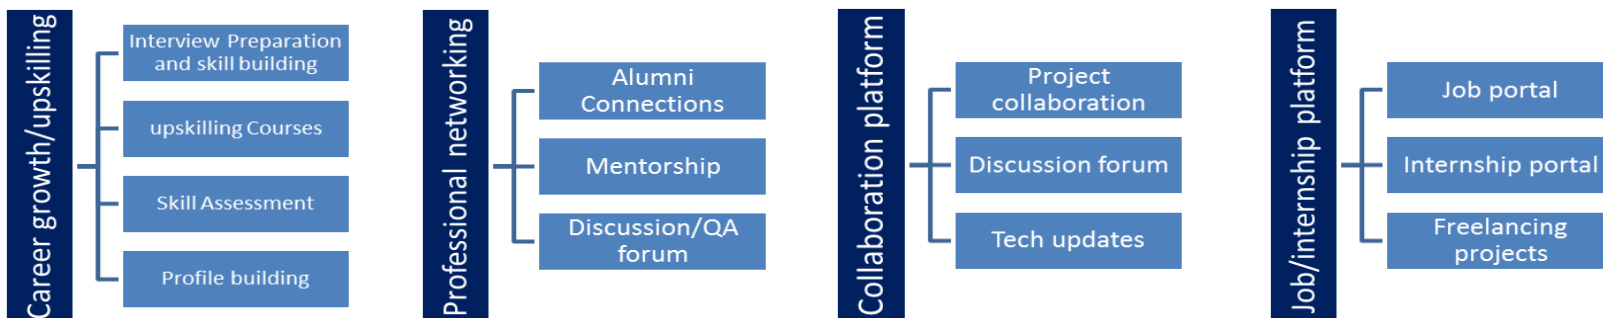 Career growth/upskilling
Interview Preparation
and skill building
upskilling Courses
Skill Assessment
Profile building
Professional networking
Alumni
Connections
Mentorship
Discussion/QA
forum
Collaboration platform
Project
collaboration
Discussion forum
Tech updates
Job/internship platform
Job portal
Internship portal
Freelancing
projects